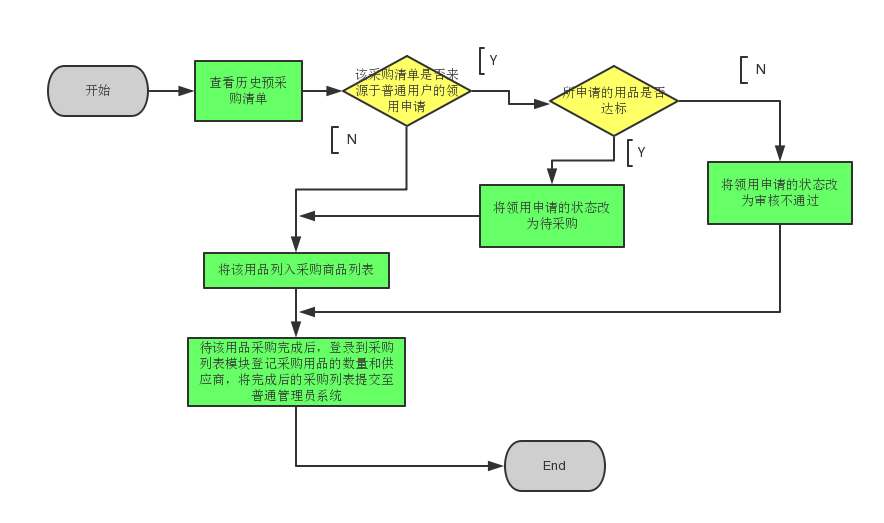 开始
查看历史预采
购清单
该采购清单是否来
源于普通用户的领
用申请
Y
N
所申请的用品是否
达标
N
Y
将领用申请的状态改
为待采购
将领用申请的状态改
为审核不通过
将该用品列入采购商品列表
待该用品采购完成后，登录到采购
列表模块登记采购用品的数量和供
应商，将完成后的采购列表提交至
普通管理员系统
End